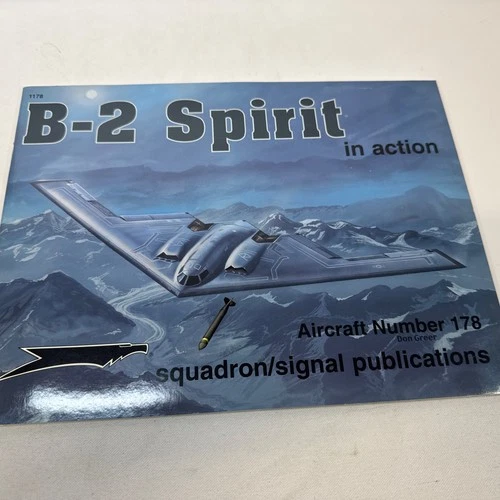 1178
B-2 Spirit
in action
Aircraft Number 178
Don Greer
squadron/signal publications